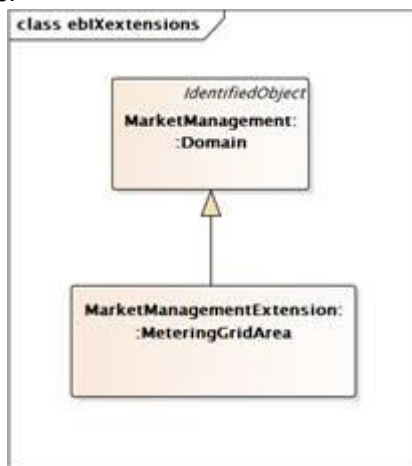 class ebIXextensions
IdentifiedObject
MarketManagement:
:Domain
MarketManagementExtension:
:MeteringGridArea